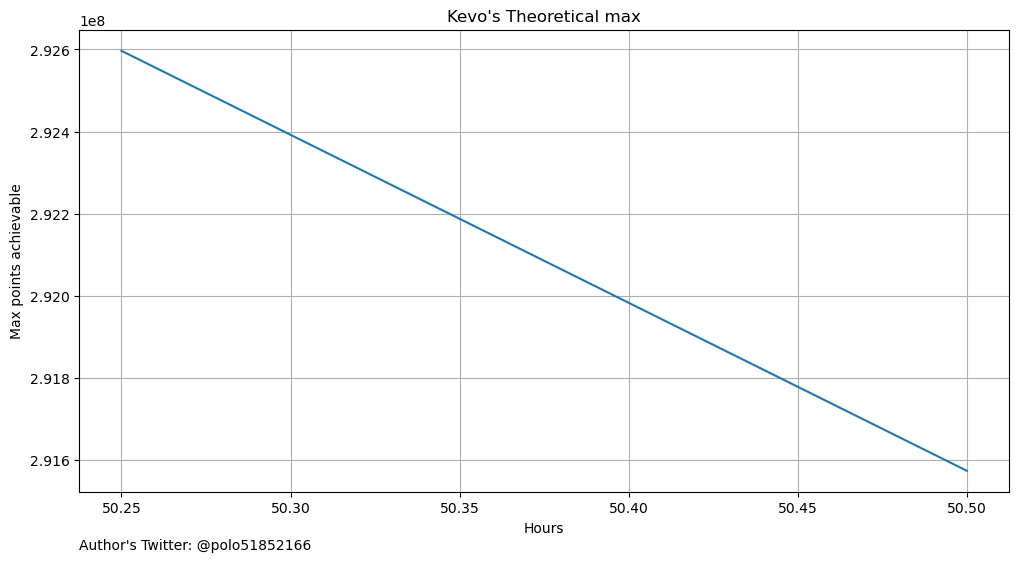 Kevo's Theoretical max
1e8
2.926
2.924
2.922
2.920
2.918
2.916
Max points achievable
50.25 50.30 50.35 50.40 50.45 50.50
Hours
Author's Twitter: @polo51852166